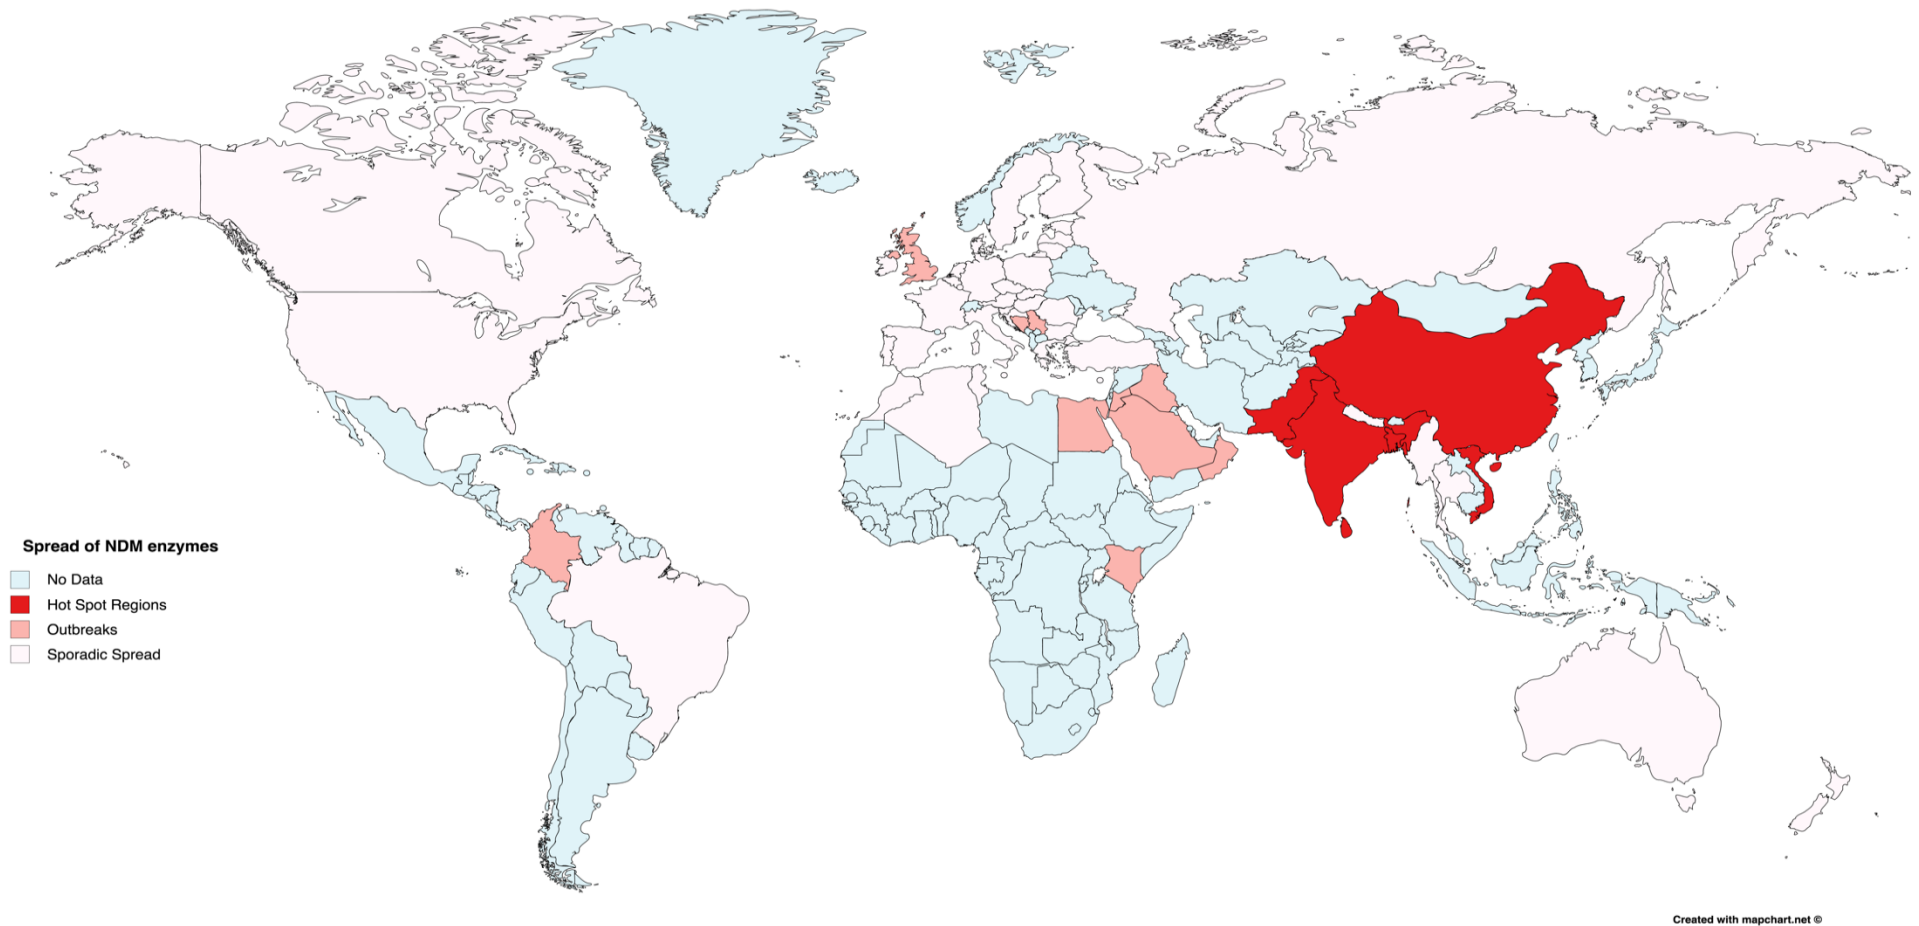 Spread of NDM enzymes
No Data
Hot Spot Regions
Outbreaks
Sporadic Spread
Created with mapchart.net ©